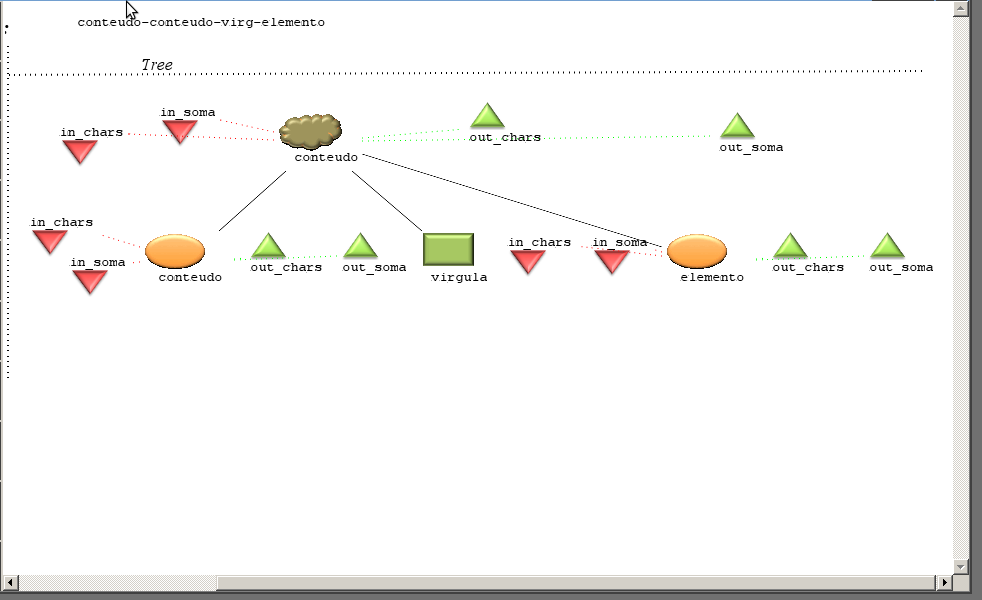 conteudo-conteudo-virg-elemento
Tree
in_soma
in_chars
out_chars
out_soma
conteudo
in_chars
in_soma
conteudo
out_chars
out_soma
virgula
in_chars
in_soma
elemento
out_chars
out_soma